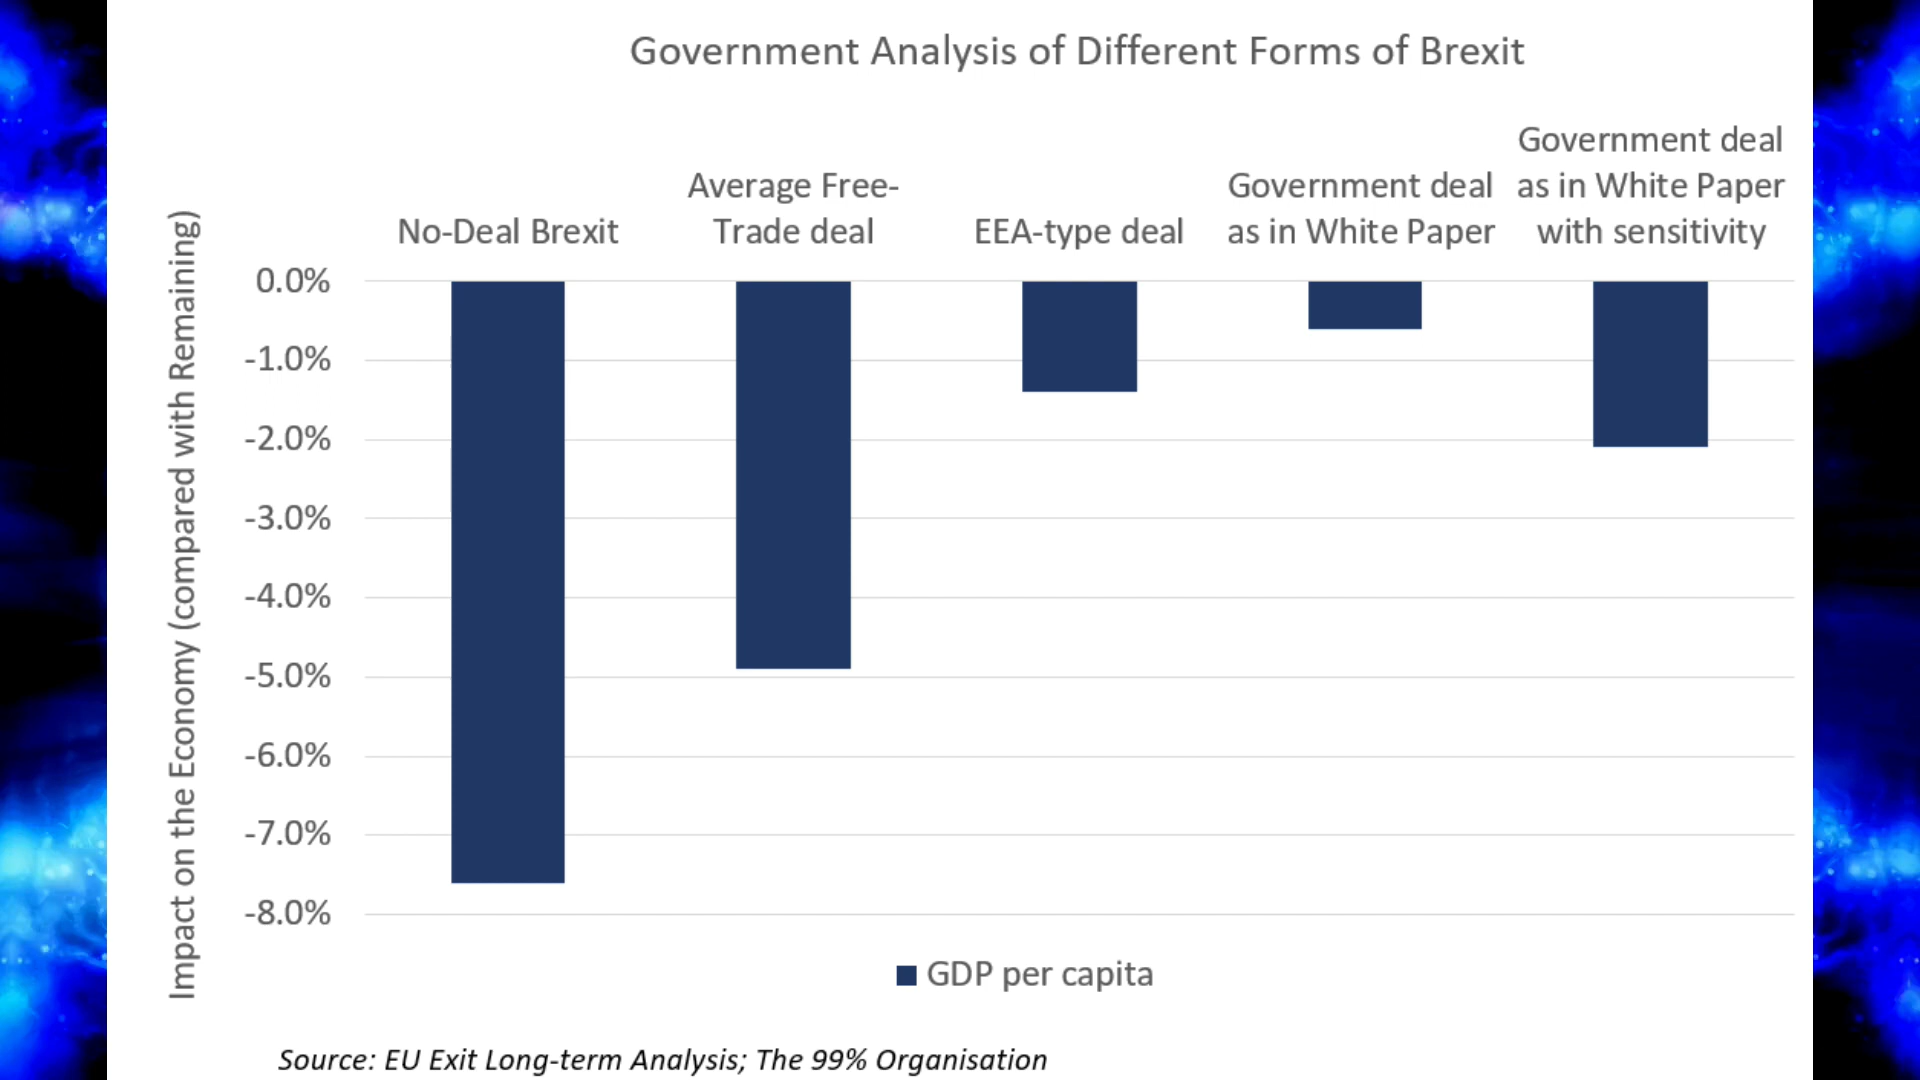 Government Analysis of Different Forms of Brexit
No-Deal Brexit
Average Free-
Trade deal
EEA-type deal
Government deal
as in White Paper
Government deal
as in White Paper
with sensitivity
Impact on the Economy (compared with Remaining)
0.0%
-1.0%
-2.0%
-3.0%
-4.0%
-5.0%
-6.0%
-7.0%
-8.0%
GDP per capita
Source: EU Exit Long-term Analysis; The 99% Organisation